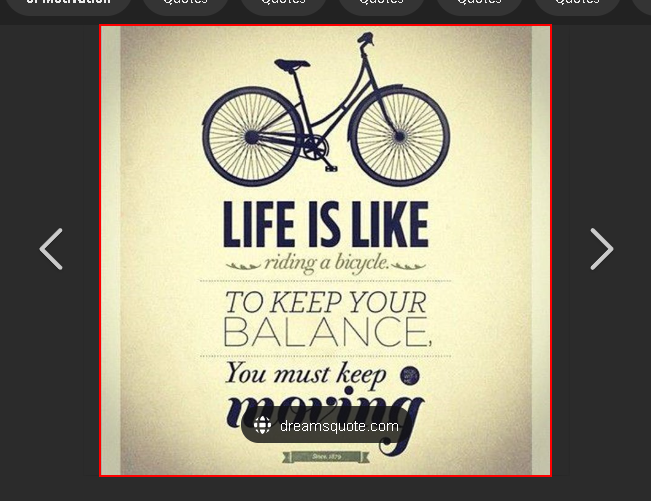 of Motivation Quotes Quotes Quotes Quotes Quotes
LIFE IS LIKE
riding a bicycle.
TO KEEP YOUR
BALANCE,
You must keep
moving
dreamsquote.com
Since 1879